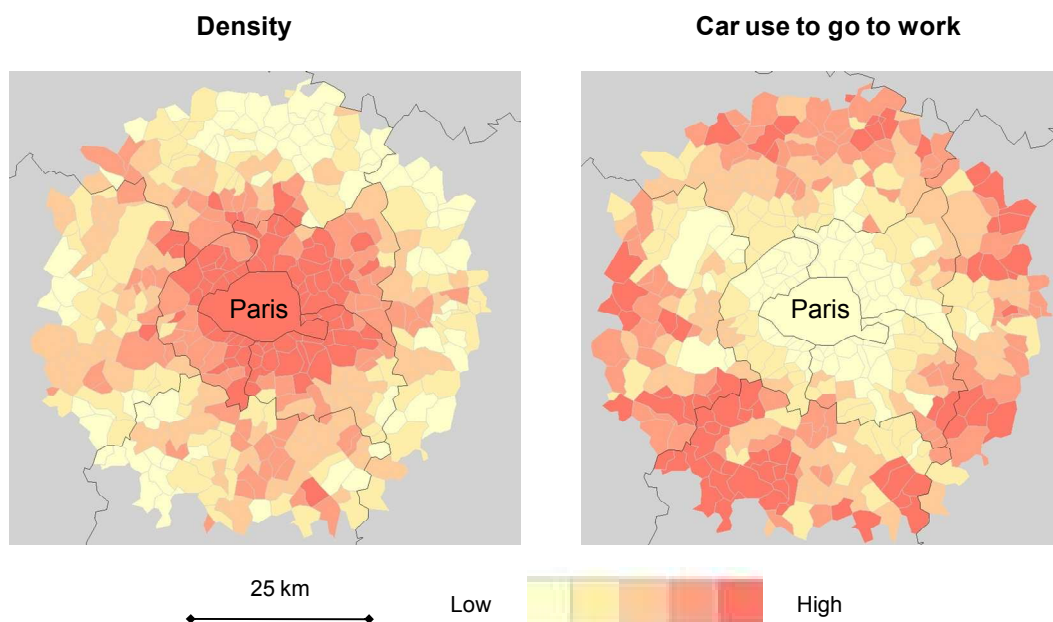 Density
Car use to go to work
Paris
Paris
25 km
Low
High